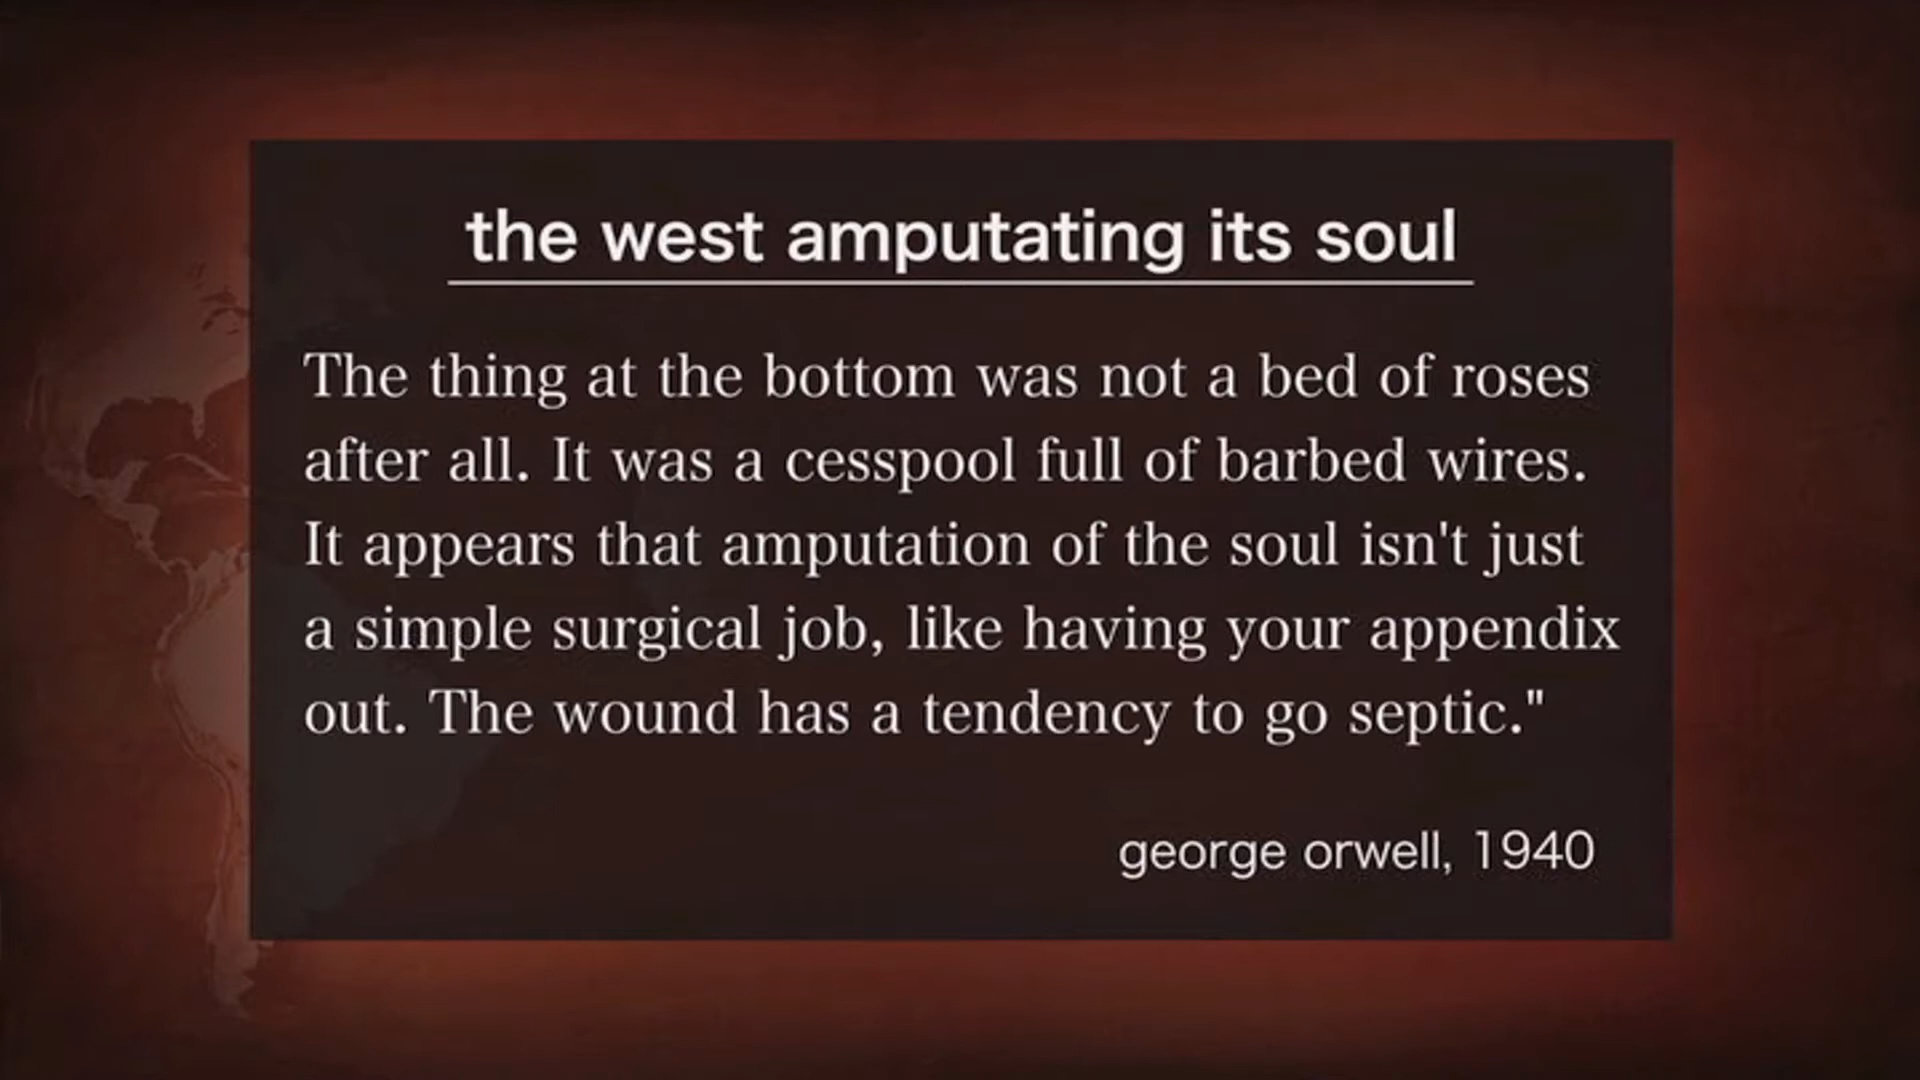 the west amputating its soul
The thing at the bottom was not a bed of roses
after all. It was a cesspool full of barbed wires.
It appears that amputation of the soul isn't just
a simple surgical job, like having your appendix
out. The wound has a tendency to go septic."
george orwell, 1940